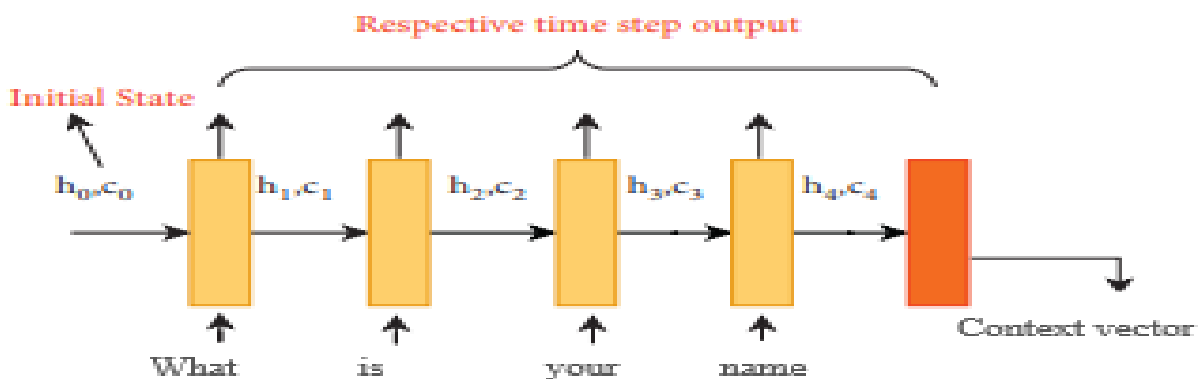 Respective time step output
Initial State
h₀,c₀ h₁,c₁ h₂,c₂ h₃,c₃ h₄,c₄
Context vector
What is your name